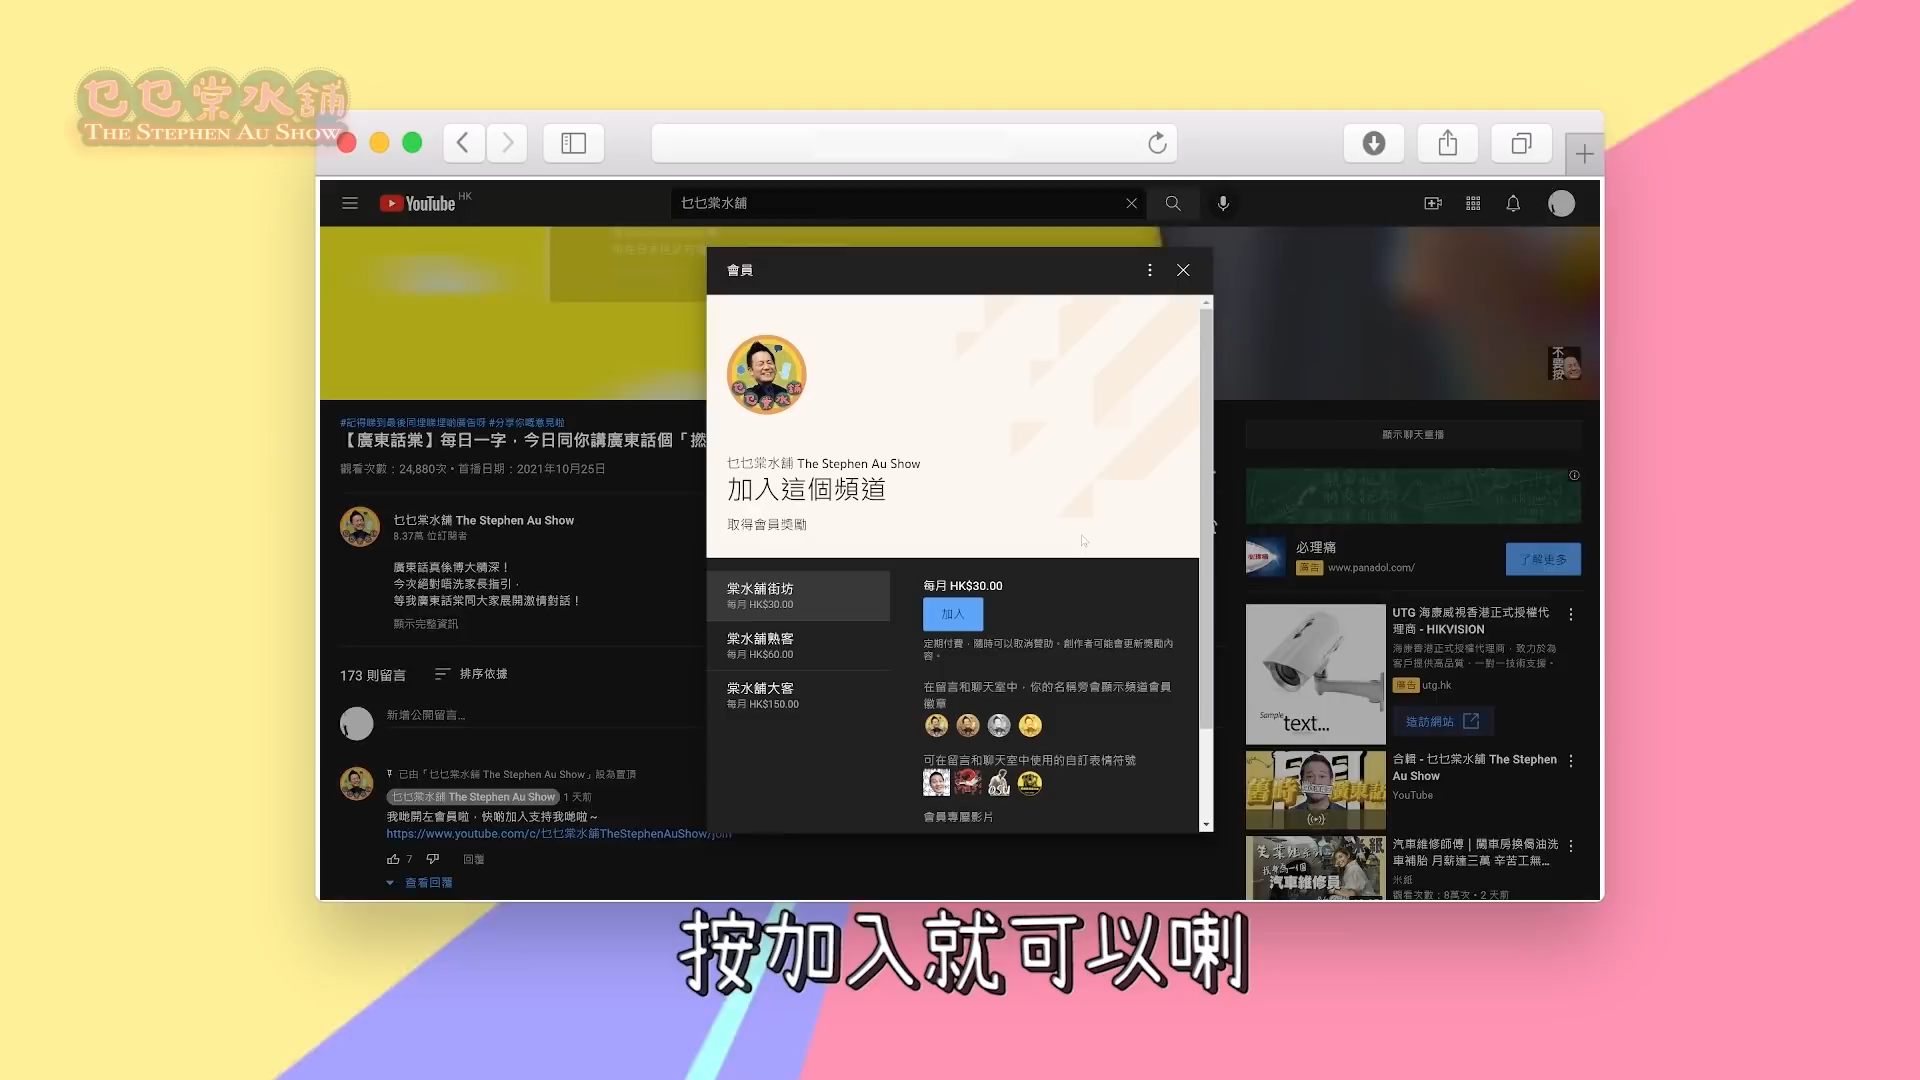 乜乜棠水舖
THE STEPHEN AU SHOW
YouTube HK
乜乜棠水舖
會員
不要按
乜乜棠水舖 The Stephen Au Show
加入這個頻道
取得會員獎勵
棠水舖街坊
每月 HK$30.00
棠水舖熟客
每月 HK$60.00
棠水舖大客
每月 HK$150.00
每月 HK$30.00
加入
定期付費，隨時可以取消贊助。創作者可能會更新獎勵內
容。
在留言和聊天室中，你的名稱旁會顯示頻道會員
徽章
可在留言和聊天室中使用的自訂表情符號
會員專屬影片
#記得睇到最後同埋睇埋啲廣告呀 #分享你嘅意見啦
【廣東話棠】每日一字，今日同你講廣東話個「撚
觀看次數：24,880次 • 首播日期：2021年10月25日
乜乜棠水舖 The Stephen Au Show
8.37萬 位訂閱者
廣東話真係博大精深！
今次絕對唔洗家長指引，
等我廣東話棠同大家展開激情對話！
顯示完整資訊
173 則留言
排序依據
新增公開留言...
已由「乜乜棠水舖 The Stephen Au Show」設為置頂
乜乜棠水舖 The Stephen Au Show 1 天前
我哋開左會員啦，快啲加入支持我哋啦～
https://www.youtube.com/c/乜乜棠水舖TheStephenAuShow/join
7 回覆
查看回覆
顯示聊天重播
必理痛
廣告 www.panadol.com/
了解更多
UTG 海康威視香港正式授權代
理商 - HIKVISION
海康香港正式授權代理商，致力於為
客戶提供高品質，一對一技術支援。
廣告 utg.hk
造訪網站
Sample text...
合輯 - 乜乜棠水舖 The Stephen
Au Show
YouTube
汽車維修師傅｜闖車房換偈油洗
車補胎 月薪達三萬 辛苦工無...
米紙
觀看次數：8萬次 • 2 天前
汽車維修員
按加入就可以喇